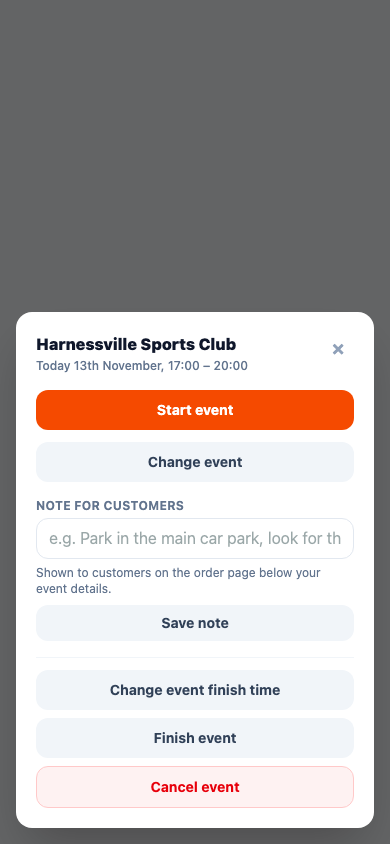 Harnessville Sports Club
Today 13th November, 17:00 – 20:00
×
Start event
Change event
NOTE FOR CUSTOMERS
e.g. Park in the main car park, look for th
Shown to customers on the order page below your
event details.
Save note
Change event finish time
Finish event
Cancel event